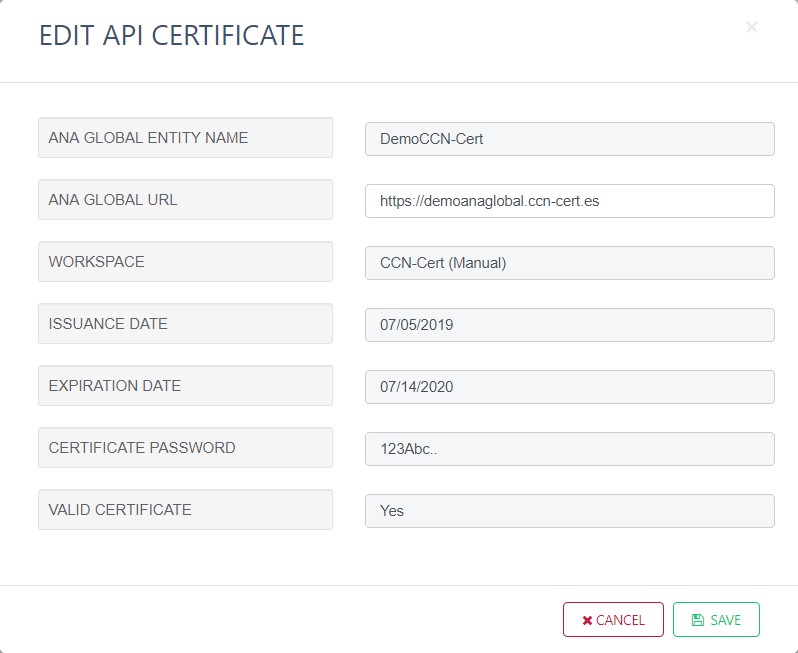 EDIT API CERTIFICATE
ANA GLOBAL ENTITY NAME
DemoCCN-Cert
ANA GLOBAL URL
https://demoanaglobal.ccn-cert.es
WORKSPACE
CCN-Cert (Manual)
ISSUANCE DATE
07/05/2019
EXPIRATION DATE
07/14/2020
CERTIFICATE PASSWORD
123Abc..
VALID CERTIFICATE
Yes
CANCEL
SAVE